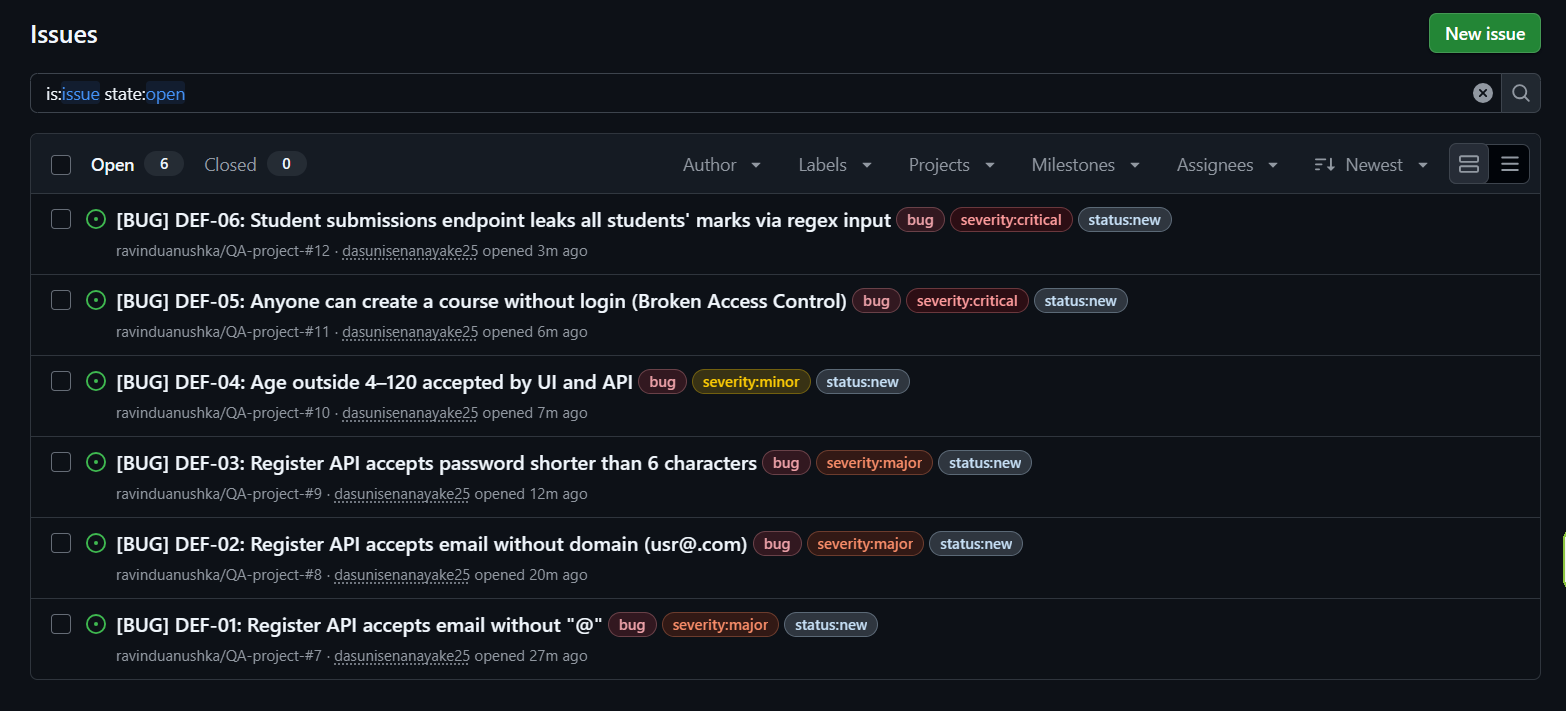 Issues
New issue
is:issue state:open
Open 6 Closed 0 Author Labels Projects Milestones Assignees Newest
[BUG] DEF-06: Student submissions endpoint leaks all students' marks via regex input bug severity:critical status:new
ravinduanushka/QA-project-#12 · dasunisenanayake25 opened 3m ago
[BUG] DEF-05: Anyone can create a course without login (Broken Access Control) bug severity:critical status:new
ravinduanushka/QA-project-#11 · dasunisenanayake25 opened 6m ago
[BUG] DEF-04: Age outside 4–120 accepted by UI and API bug severity:minor status:new
ravinduanushka/QA-project-#10 · dasunisenanayake25 opened 7m ago
[BUG] DEF-03: Register API accepts password shorter than 6 characters bug severity:major status:new
ravinduanushka/QA-project-#9 · dasunisenanayake25 opened 12m ago
[BUG] DEF-02: Register API accepts email without domain (usr@.com) bug severity:major status:new
ravinduanushka/QA-project-#8 · dasunisenanayake25 opened 20m ago
[BUG] DEF-01: Register API accepts email without "@" bug severity:major status:new
ravinduanushka/QA-project-#7 · dasunisenanayake25 opened 27m ago